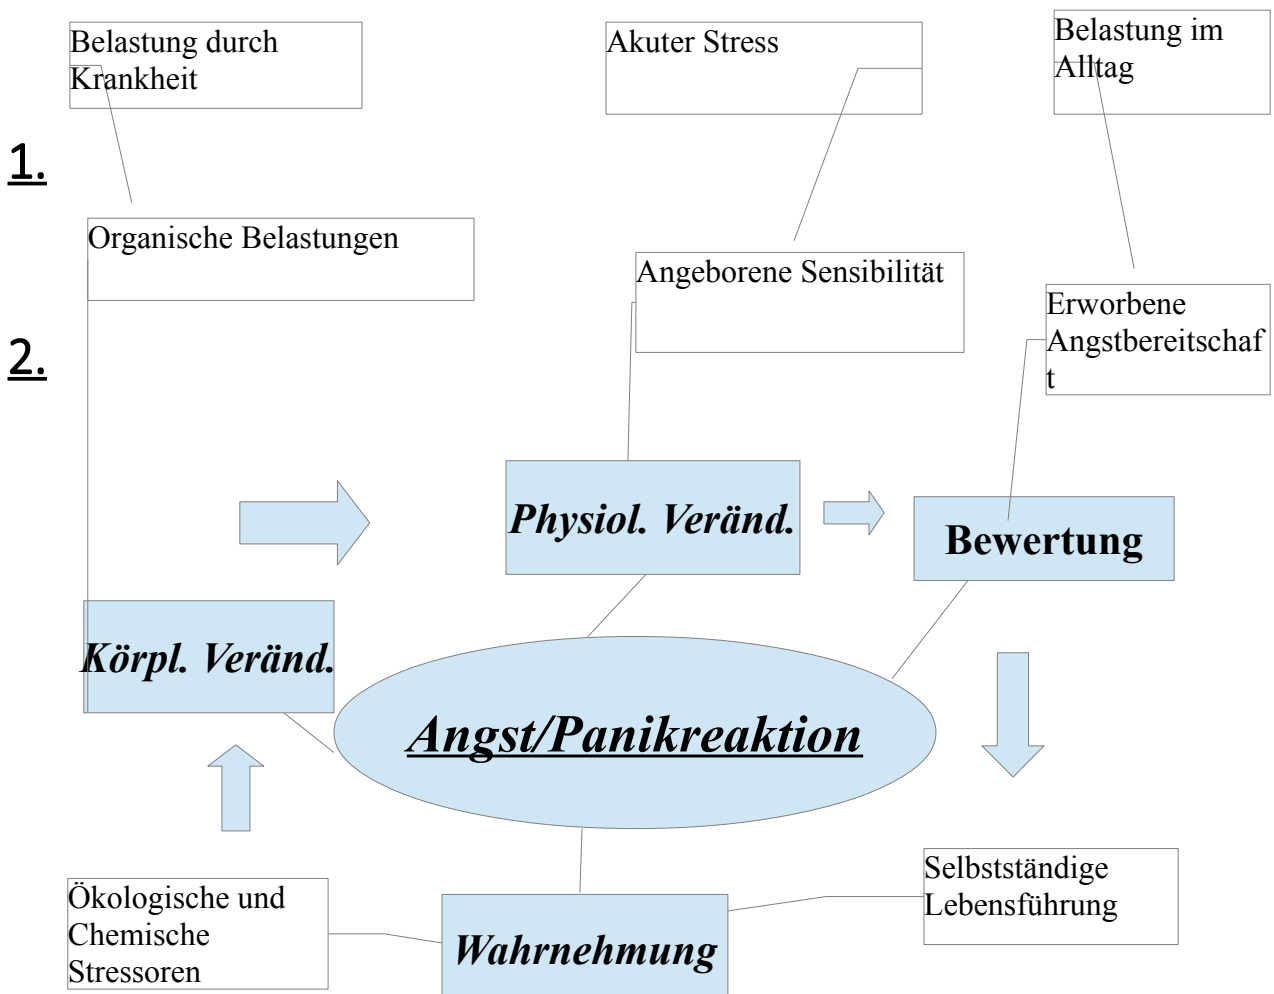 Belastung durch
Krankheit
Akuter Stress
Belastung im
Alltag
1.
Organische Belastungen
Angeborene Sensibilität
Erworbene
Angstbereitschaf
t
2.
Physiol. Veränd.
Bewertung
Körpl. Veränd.
Angst/Panikreaktion
Ökologische und
Chemische
Stressoren
Wahrnehmung
Selbstständige
Lebensführung